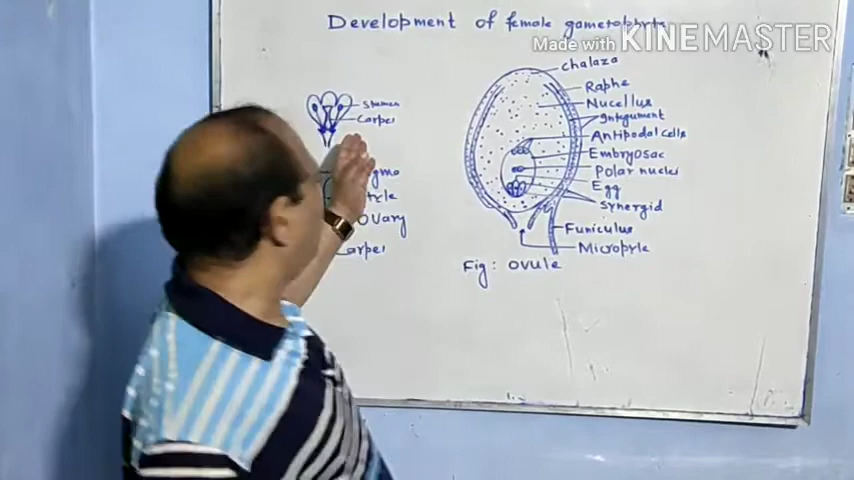 Development of female gametophyte
Made with KINEMASTER
chalaza
Raphe
Nucellus
Integument
Antipodal cells
Embryosac
Polar nuclei
Egg
Synergid
Funiculus
Micropyle
Fig: ovule
Stamen
Carpel
Ovary
Carpel